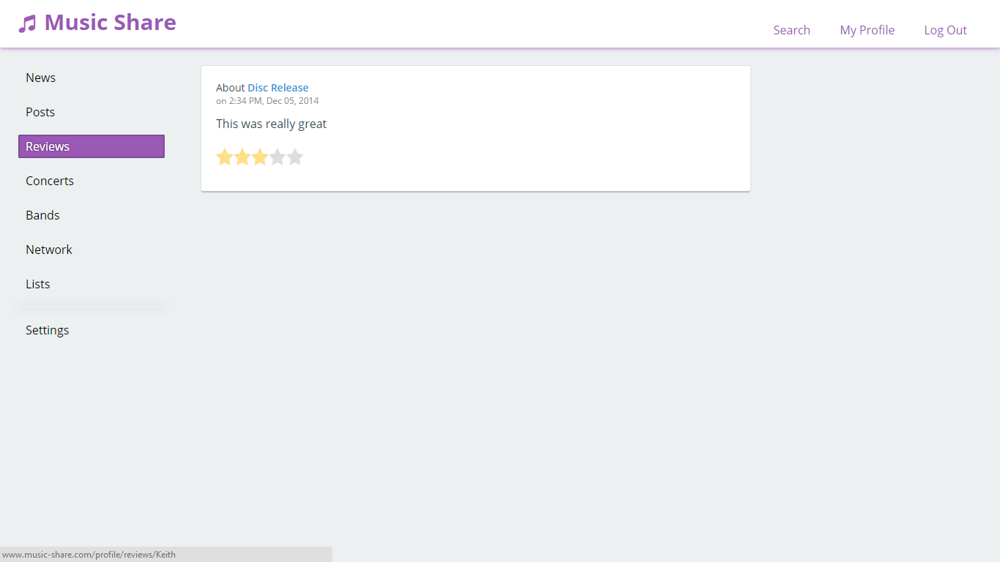 Music Share
Search
My Profile
Log Out
News
Posts
Reviews
Concerts
Bands
Network
Lists
Settings
About Disc Release
on 2:34 PM, Dec 05, 2014
This was really great
www.music-share.com/profile/reviews/Keith